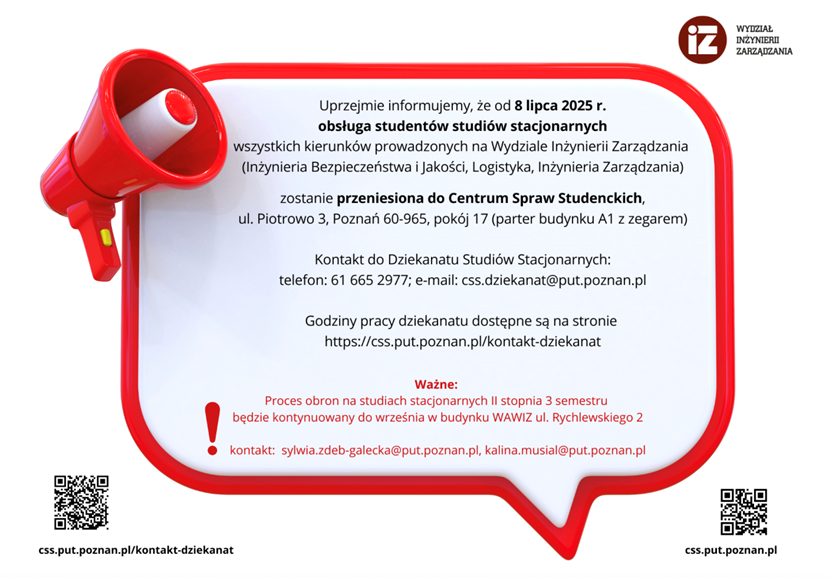 iz
WYDZIAŁ
INŻYNIERII
ZARZĄDZANIA
Uprzejmie informujemy, że od 8 lipca 2025 r.
obsługa studentów studiów stacjonarnych
wszystkich kierunków prowadzonych na Wydziale Inżynierii Zarządzania
(Inżynieria Bezpieczeństwa i Jakości, Logistyka, Inżynieria Zarządzania)
zostanie przeniesiona do Centrum Spraw Studenckich,
ul. Piotrowo 3, Poznań 60-965, pokój 17 (parter budynku A1 z zegarem)
Kontakt do Dziekanatu Studiów Stacjonarnych:
telefon: 61 665 2977; e-mail: css.dziekanat@put.poznan.pl
Godziny pracy dziekanatu dostępne są na stronie
https://css.put.poznan.pl/kontakt-dziekanat
Ważne:
Proces obron na studiach stacjonarnych II stopnia 3 semestru
będzie kontynuowany do września w budynku WAWIZ ul. Rychlewskiego 2
! kontakt: sylwia.zdeb-galecka@put.poznan.pl, kalina.musial@put.poznan.pl
css.put.poznan.pl/kontakt-dziekanat
css.put.poznan.pl